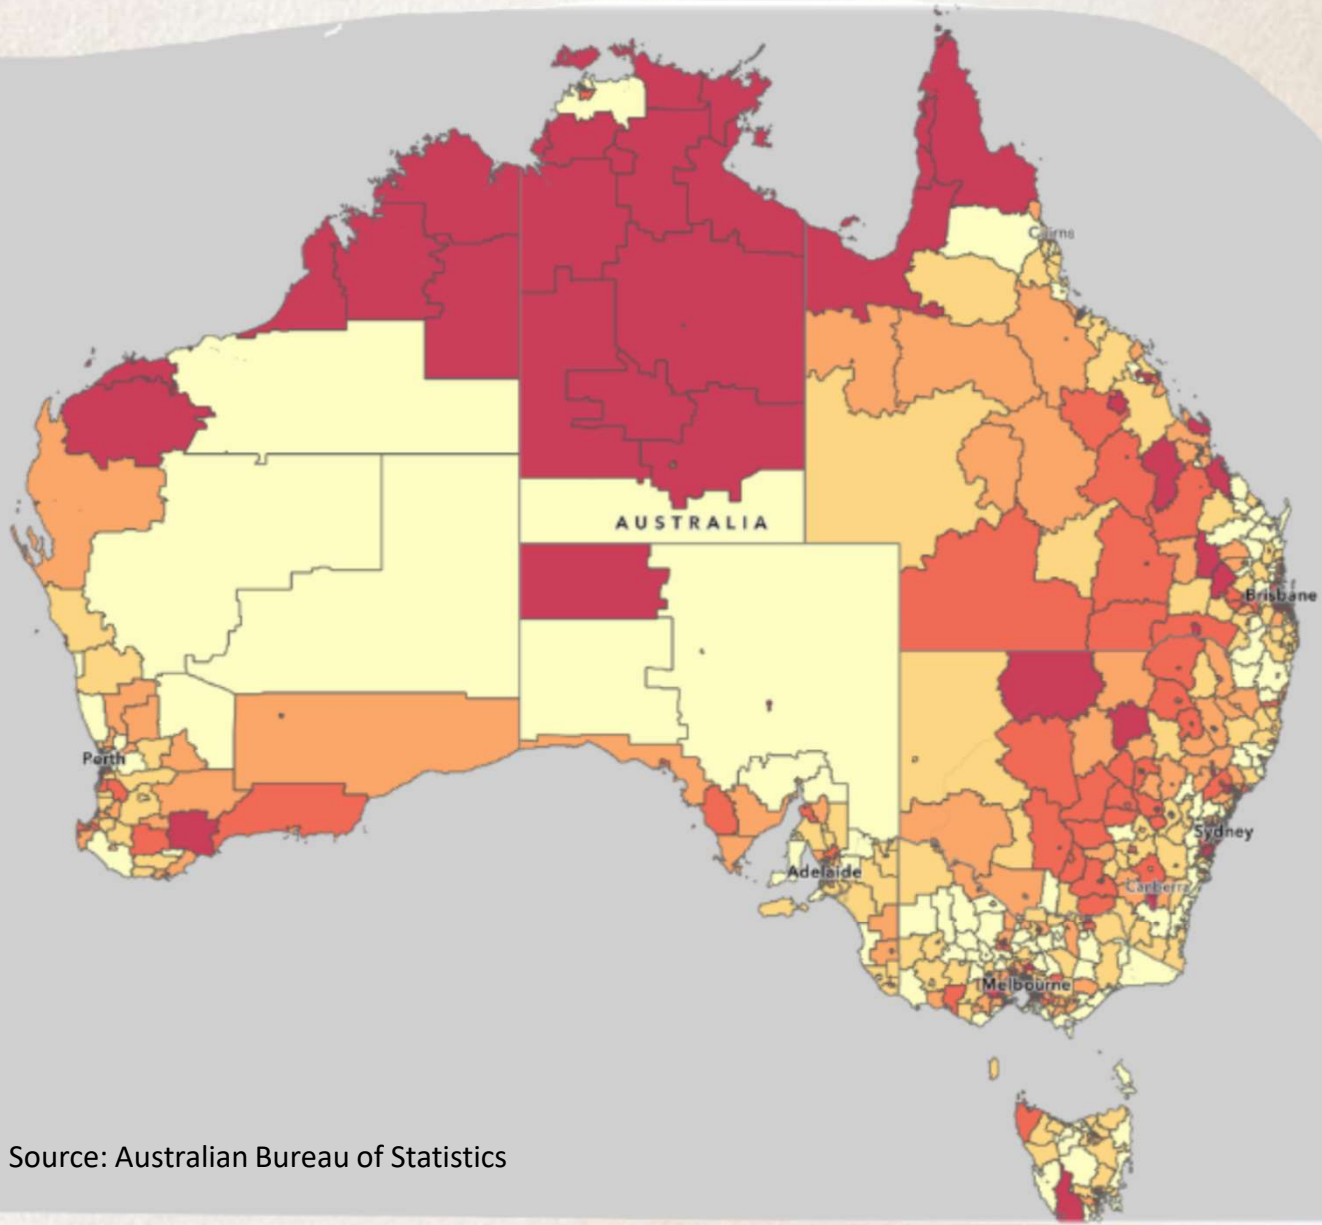 Cairns
AUSTRALIA
Brisbane
Perth
Sydney
Adelaide
Canberra
Melbourne
Source: Australian Bureau of Statistics